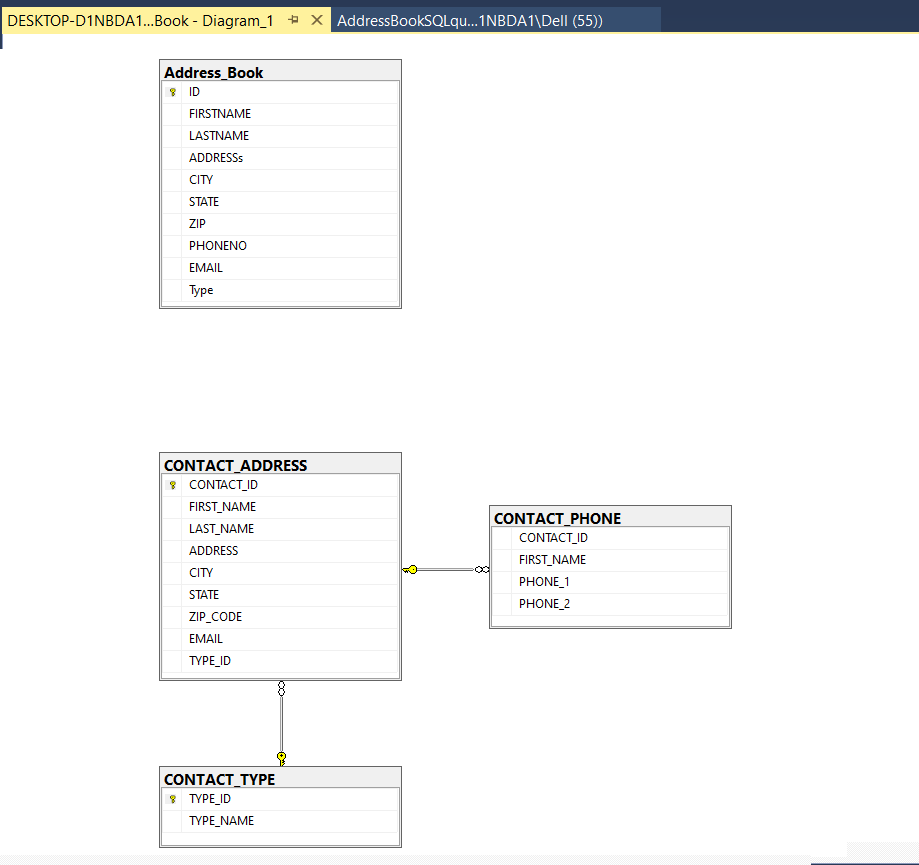 DESKTOP-D1NBDA1...Book - Diagram_1
AddressBookSQLqu...1NBDA1\Dell (55))
Address_Book
ID
FIRSTNAME
LASTNAME
ADDRESSs
CITY
STATE
ZIP
PHONENO
EMAIL
Type
CONTACT_ADDRESS
CONTACT_ID
FIRST_NAME
LAST_NAME
ADDRESS
CITY
STATE
ZIP_CODE
EMAIL
TYPE_ID
CONTACT_PHONE
CONTACT_ID
FIRST_NAME
PHONE_1
PHONE_2
CONTACT_TYPE
TYPE_ID
TYPE_NAME